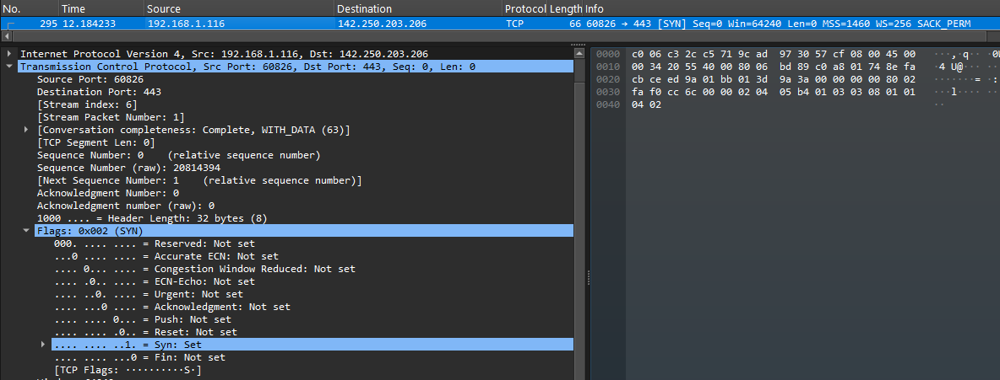 No. Time Source Destination Protocol Length Info
295 12.184233 192.168.1.116 142.250.203.206 TCP 66 60826 → 443 [SYN] Seq=0 Win=64240 Len=0 MSS=1460 WS=256 SACK_PERM
Internet Protocol Version 4, Src: 192.168.1.116, Dst: 142.250.203.206
Transmission Control Protocol, Src Port: 60826, Dst Port: 443, Seq: 0, Len: 0
Source Port: 60826
Destination Port: 443
[Stream index: 6]
[Stream Packet Number: 1]
[Conversation completeness: Complete, WITH_DATA (63)]
[TCP Segment Len: 0]
Sequence Number: 0    (relative sequence number)
Sequence Number (raw): 20814394
[Next Sequence Number: 1    (relative sequence number)]
Acknowledgment Number: 0
Acknowledgment number (raw): 0
1000 .... = Header Length: 32 bytes (8)
Flags: 0x002 (SYN)
000. .... .... = Reserved: Not set
...0 .... .... = Accurate ECN: Not set
.... 0... .... = Congestion Window Reduced: Not set
.... .0.. .... = ECN-Echo: Not set
.... ..0. .... = Urgent: Not set
.... ...0 .... = Acknowledgment: Not set
.... .... 0... = Push: Not set
.... .... .0.. = Reset: Not set
.... .... ..1. = Syn: Set
.... .... ...0 = Fin: Not set
[TCP Flags: ··········S·]
0000 c0 06 c3 2c c5 71 9c ad 97 30 57 cf 08 00 45 00 ···,·q··
0010 00 34 20 55 40 00 80 06 bd 89 c0 a8 01 74 8e fa ·4 U@···
0020 cb ce ed 9a 01 bb 01 3d 9a 3a 00 00 00 00 80 02 ·······= ·:
0030 fa f0 cc 6c 00 00 02 04 05 b4 01 03 03 08 01 01 ···l····
0040 04 02 ··